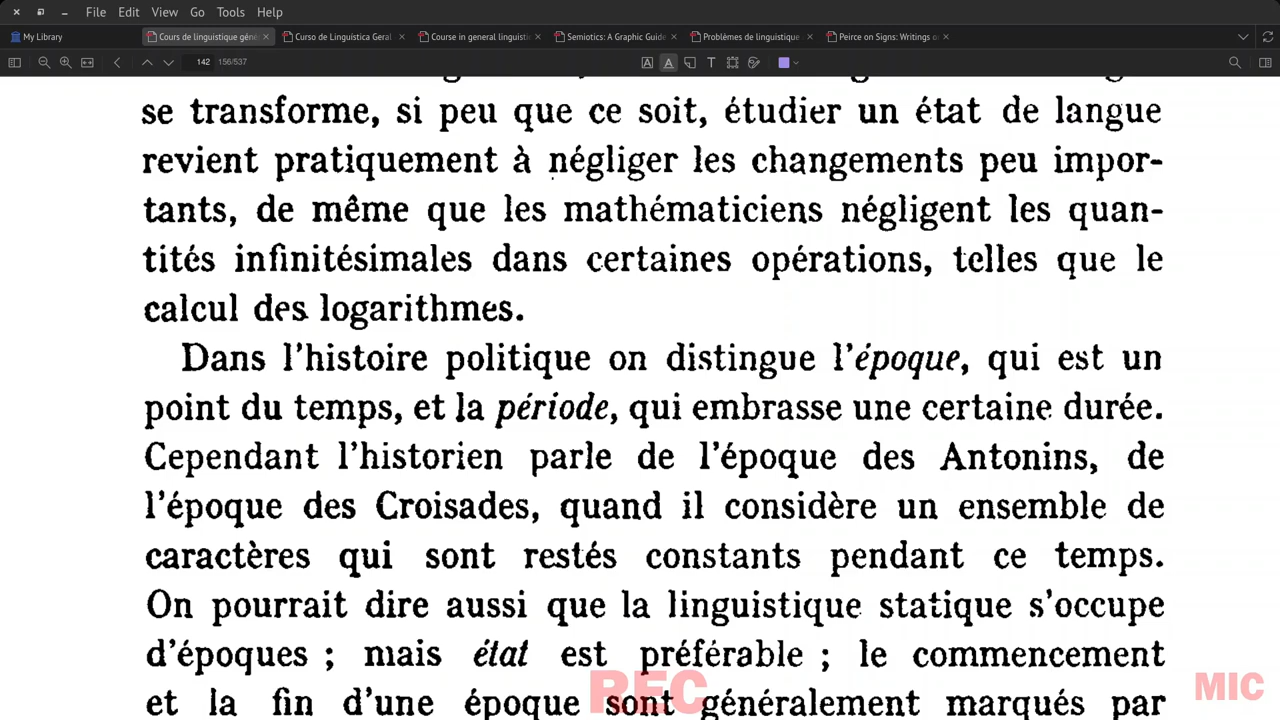 File Edit View Go Tools Help
My Library Cours de linguistique géné Curso de Linguística Geral Course in general linguisti Semiotics: A Graphic Guide Problèmes de linguistique Peirce on Signs: Writings o
142 156/537
se transforme, si peu que ce soit, étudier un état de langue
revient pratiquement à négliger les changements peu impor-
tants, de même que les mathématiciens négligent les quan-
tités infinitésimales dans certaines opérations, telles que le
calcul des logarithmes.
Dans l'histoire politique on distingue l'époque, qui est un
point du temps, et la période, qui embrasse une certaine durée.
Cependant l'historien parle de l'époque des Antonins, de
l'époque des Croisades, quand il considère un ensemble de
caractères qui sont restés constants pendant ce temps.
On pourrait dire aussi que la linguistique statique s'occupe
d'époques ; mais état est préférable ; le commencement
et la fin d'une époque sont généralement marqués par
REC MIC